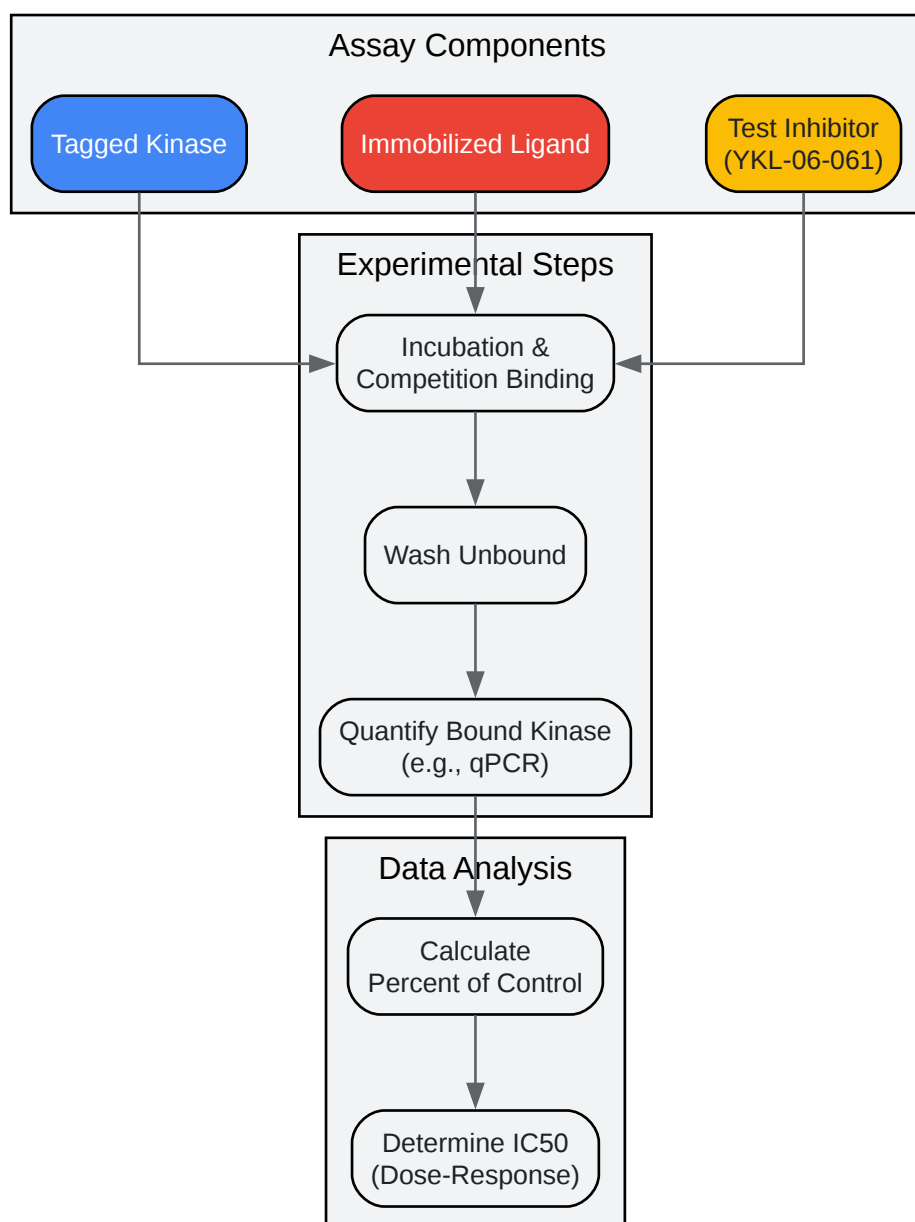 Assay Components
Tagged Kinase
Immobilized Ligand
Test Inhibitor
(YKL-06-061)
Experimental Steps
Incubation &
Competition Binding
Wash Unbound
Quantify Bound Kinase
(e.g., qPCR)
Data Analysis
Calculate
Percent of Control
Determine IC50
(Dose-Response)